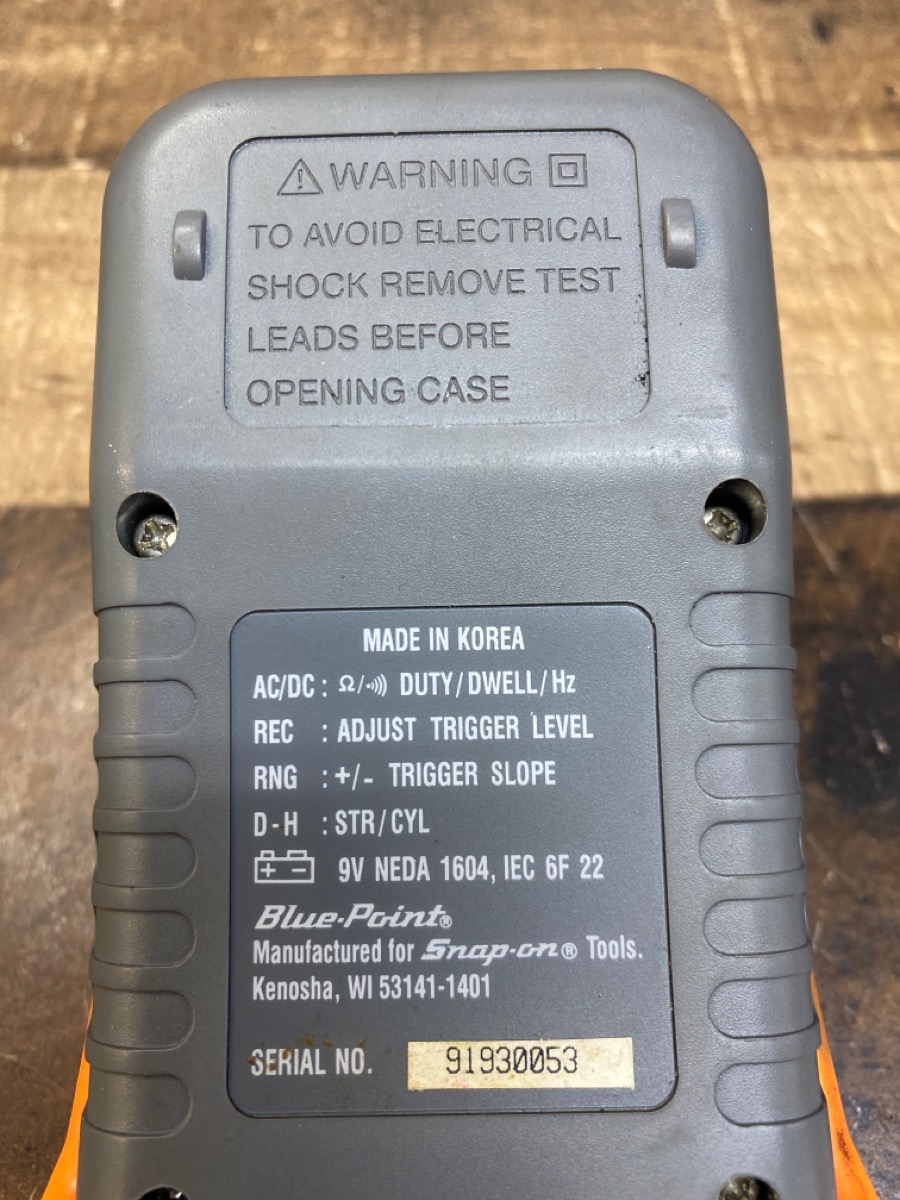 ⚠ WARNING
TO AVOID ELECTRICAL
SHOCK REMOVE TEST
LEADS BEFORE
OPENING CASE
MADE IN KOREA
AC/DC : Ω/·))) DUTY/DWELL/Hz
REC : ADJUST TRIGGER LEVEL
RNG : +/- TRIGGER SLOPE
D-H : STR/CYL
+ - 9V NEDA 1604, IEC 6F 22
Blue-Point®
Manufactured for Snap-on® Tools.
Kenosha, WI 53141-1401
SERIAL NO. 91930053